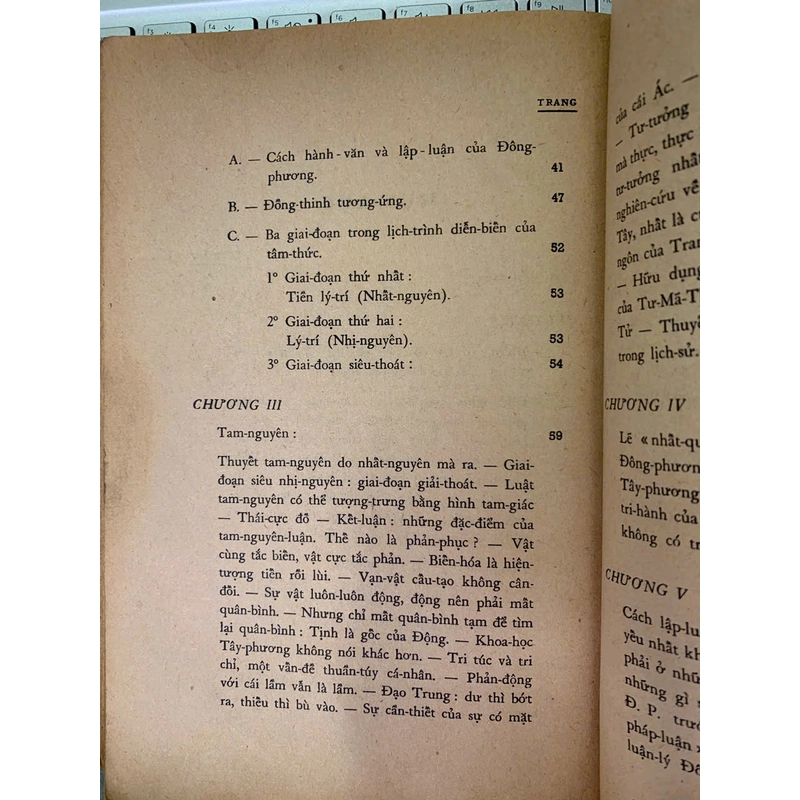 TRANG
A. — Cách hành-văn và lập-luận của Đông-
phương. 41
B. — Đồng-thinh tương-ứng. 47
C. — Ba giai-đoạn trong lịch-trình diễn-biến của
tâm-thức. 52
1º Giai-đoạn thứ nhất :
Tiền lý-trí (Nhất-nguyên). 53
2º Giai-đoạn thứ hai :
Lý-trí (Nhị-nguyên). 53
3º Giai-đoạn siêu-thoát : 54
CHƯƠNG III
Tam-nguyên : 59
Thuyết tam-nguyên do nhất-nguyên mà ra. — Giai-
đoạn siêu nhị-nguyên : giai-đoạn giải-thoát. — Luật
tam-nguyên có thể tượng-trưng bằng hình tam-giác
— Thái-cực đồ — Kết-luận : những đặc-điểm của
tam-nguyên-luận. Thế nào là phản-phục ? — Vật
cùng tắc biến, vật cực tắc phản. — Biến-hóa là hiện-
tượng tiến rồi lùi. — Vạn-vật cấu-tạo không cân-
đối. — Sự vật luôn-luôn động, động nên phải mất
quân-bình. — Nhưng chỉ mất quân-bình tạm để tìm
lại quân-bình : Tịnh là gốc của Động. — Khoa-học
Tây-phương không nói khác hơn. — Tri túc và tri
chỉ, một vấn-đề thuần-túy cá-nhân. — Phản-động
với cái lầm vẫn là lầm. — Đạo Trung : dư thì bớt
ra, thiếu thì bù vào. — Sự cần-thiết của sự có mặt
của cái Ác. —
— Tư-tưởng
mà thực, thực
tư-tưởng nhất
nghiên-cứu về
Tây, nhất là
ngôn của Tran
— Hữu dụng
của Tư-Mã-T
Tử — Thuyết
trong lịch-sử.
CHƯƠNG IV
Lẽ « nhất-qu
Đông-phương
Tây-phương
tri-hành của
không có tr
CHƯƠNG V
Cách lập-lu
yếu nhất kh
phải ở nhữ
những gì
Đ. P. trướ
pháp-luận »
luận-lý Đô